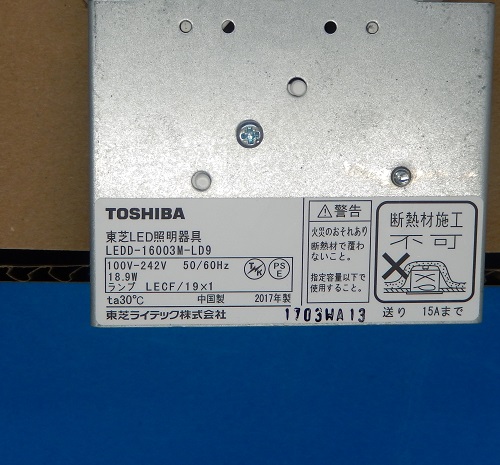 TOSHIBA
東芝LED照明器具
LEDD-16003M-LD9
100V-242V 50/60Hz
18.9W
ランプ LECF/19×1
ta30℃ 中国製 2017年製
東芝ライテック株式会社
PS
E
⚠警告
火災のおそれあり
断熱材で覆わ
ないこと。
指定容量以下で
使用すること。
1703WA13
断熱材施工
不可
送り 15Aまで